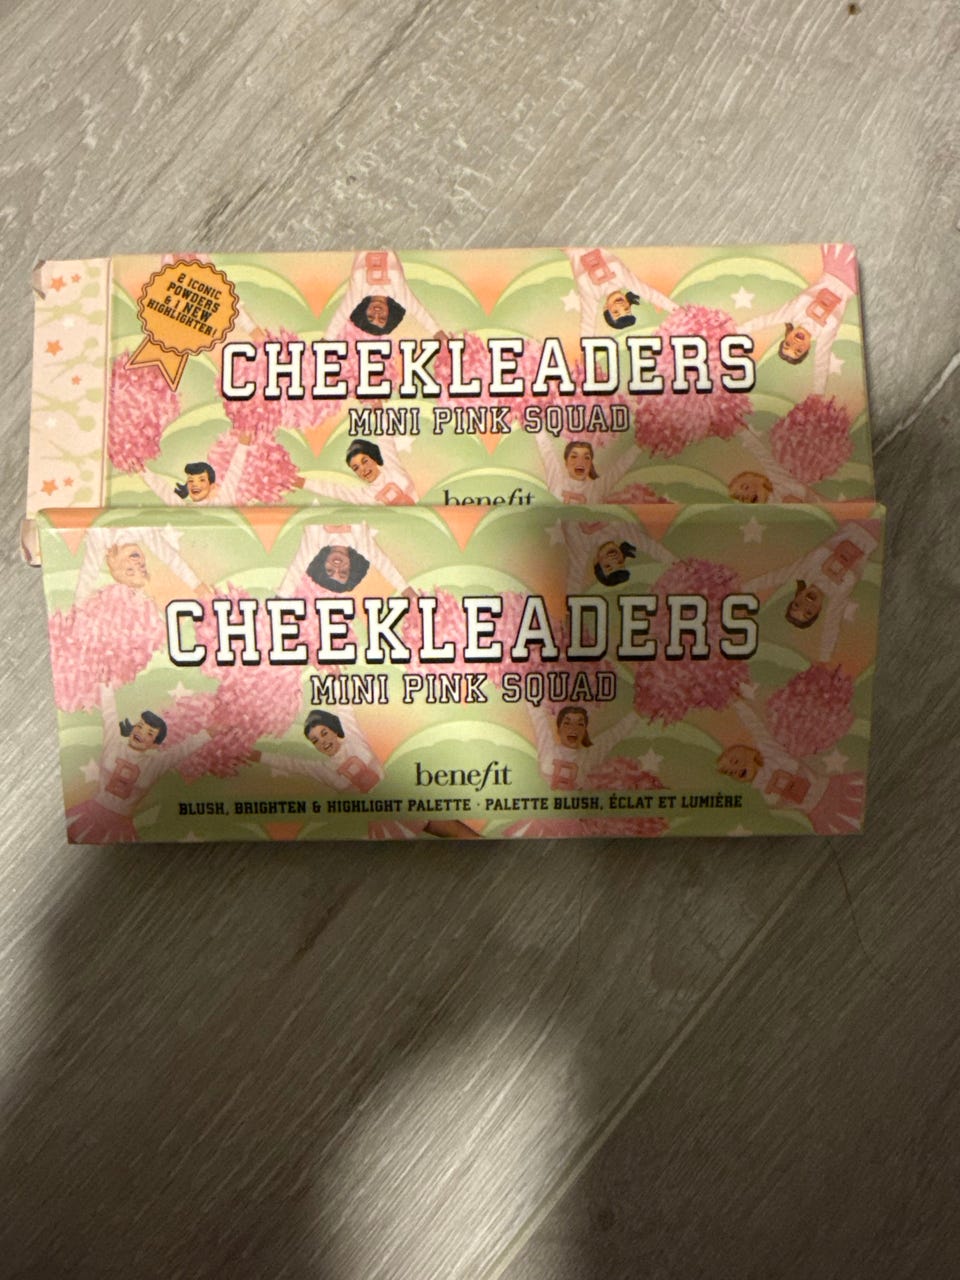 2 ICONIC
POWDERS
& 1 NEW
HIGHLIGHTER!
CHEEKLEADERS
MINI PINK SQUAD
benefit
CHEEKLEADERS
MINI PINK SQUAD
benefit
BLUSH, BRIGHTEN & HIGHLIGHT PALETTE · PALETTE BLUSH, ÉCLAT ET LUMIÈRE
B
B
B
B
B
B
B
B
B